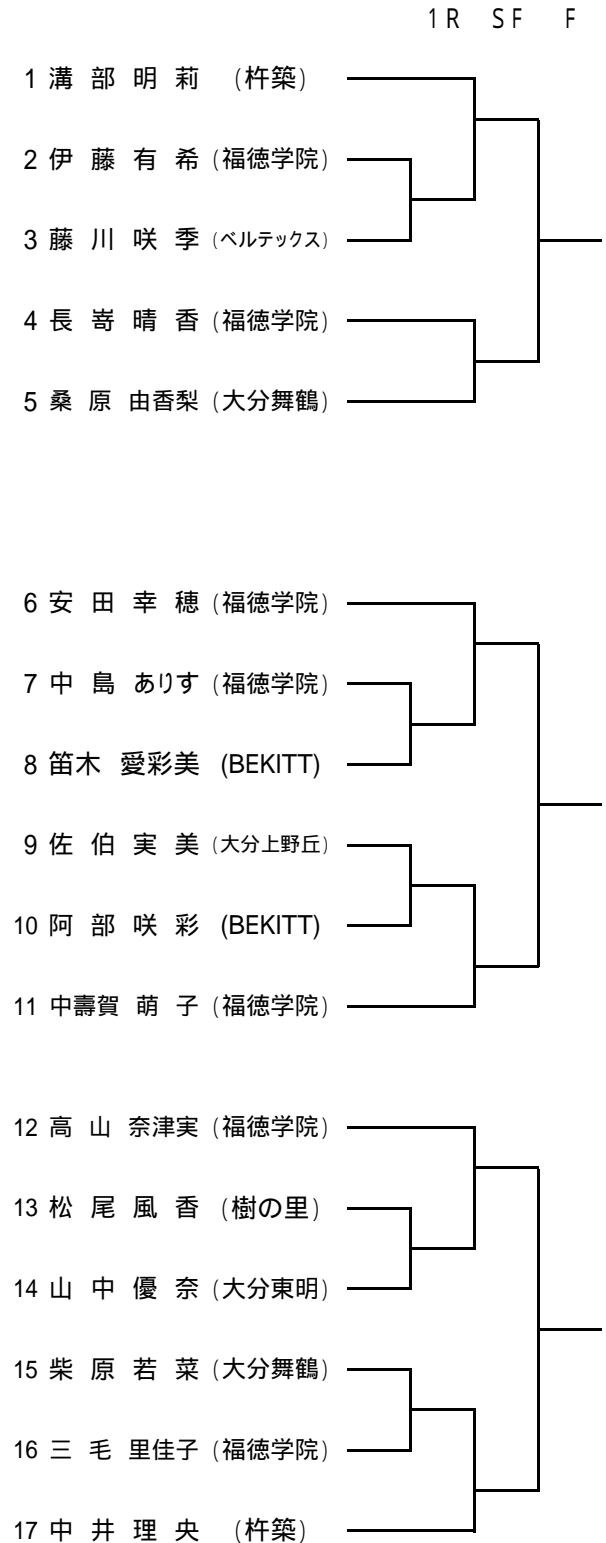 1R SF F
1 溝部明莉 (杵築)
2 伊藤有希 (福徳学院)
3 藤川咲季 (ベルテックス)
4 長嵜晴香 (福徳学院)
5 桑原由香梨 (大分舞鶴)
6 安田幸穂 (福徳学院)
7 中島ありす (福徳学院)
8 笛木愛彩美 (BEKITT)
9 佐伯実美 (大分上野丘)
10 阿部咲彩 (BEKITT)
11 中壽賀萌子 (福徳学院)
12 高山奈津実 (福徳学院)
13 松尾風香 (樹の里)
14 山中優奈 (大分東明)
15 柴原若菜 (大分舞鶴)
16 三毛里佳子 (福徳学院)
17 中井理央 (杵築)